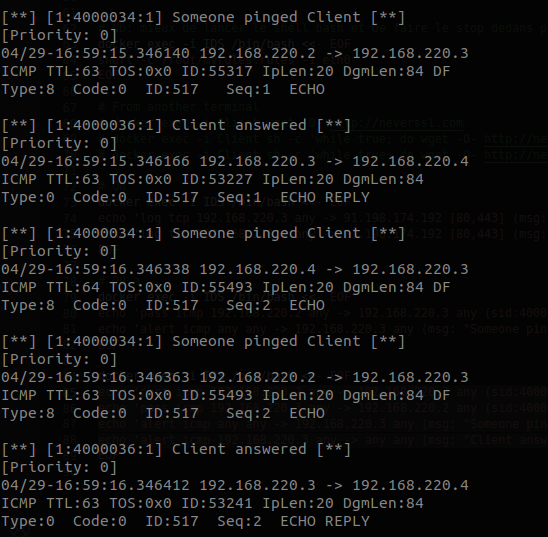 [**] [1:4000034:1] Someone pinged Client [**]
[Priority: 0]
04/29-16:59:15.346140 192.168.220.2 -> 192.168.220.3
ICMP TTL:63 TOS:0x0 ID:55317 IpLen:20 DgmLen:84 DF
Type:8  Code:0  ID:517   Seq:1  ECHO

[**] [1:4000036:1] Client answered [**]
[Priority: 0]
04/29-16:59:15.346166 192.168.220.3 -> 192.168.220.4
ICMP TTL:63 TOS:0x0 ID:53227 IpLen:20 DgmLen:84
Type:0  Code:0  ID:517  Seq:1  ECHO REPLY

[**] [1:4000034:1] Someone pinged Client [**]
[Priority: 0]
04/29-16:59:16.346338 192.168.220.4 -> 192.168.220.3
ICMP TTL:64 TOS:0x0 ID:55493 IpLen:20 DgmLen:84 DF
Type:8  Code:0  ID:517   Seq:2  ECHO

[**] [1:4000034:1] Someone pinged Client [**]
[Priority: 0]
04/29-16:59:16.346363 192.168.220.2 -> 192.168.220.3
ICMP TTL:63 TOS:0x0 ID:55493 IpLen:20 DgmLen:84 DF
Type:8  Code:0  ID:517   Seq:2  ECHO

[**] [1:4000036:1] Client answered [**]
[Priority: 0]
04/29-16:59:16.346412 192.168.220.3 -> 192.168.220.4
ICMP TTL:63 TOS:0x0 ID:53241 IpLen:20 DgmLen:84
Type:0  Code:0  ID:517  Seq:2  ECHO REPLY